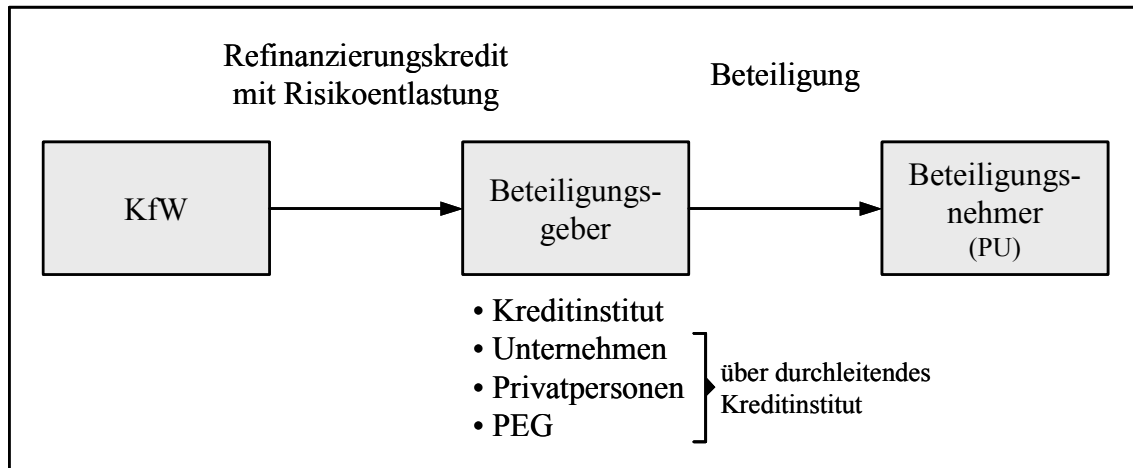 Refinanzierungskredit
mit Risikoentlastung
Beteiligung
KfW
Beteiligungs-
geber
Beteiligungs-
nehmer
(PU)
• Kreditinstitut
• Unternehmen
• Privatpersonen
• PEG
über durchleitendes
Kreditinstitut